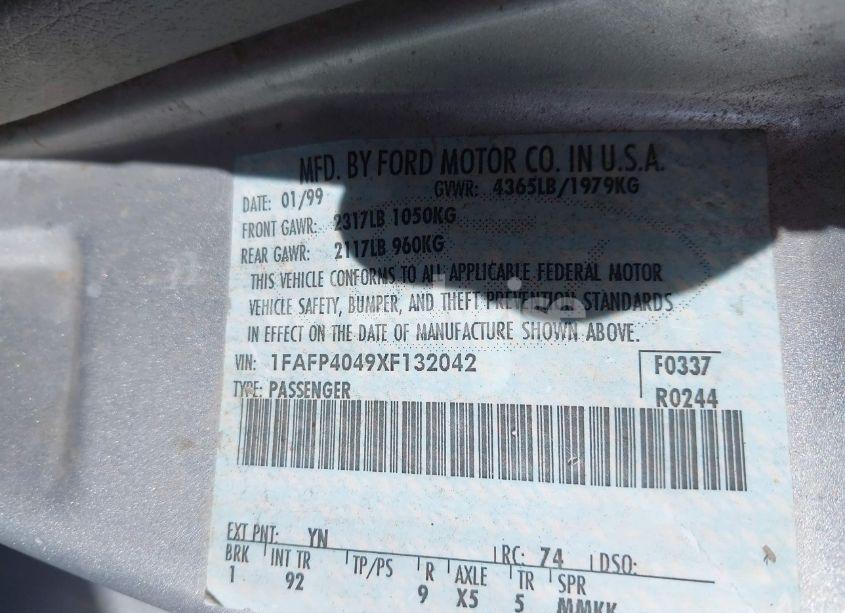 MFD. BY FORD MOTOR CO. IN U.S.A.
DATE: 01/99 GVWR: 4365LB/1979KG
FRONT GAWR: 2317LB 1050KG
REAR GAWR: 2117LB 960KG
THIS VEHICLE CONFORMS TO ALL APPLICABLE FEDERAL MOTOR
VEHICLE SAFETY, BUMPER, AND THEFT PREVENTION STANDARDS
IN EFFECT ON THE DATE OF MANUFACTURE SHOWN ABOVE.
VIN: 1FAFP4049XF132042 F0337
TYPE: PASSENGER R0244
EXT PNT: YN RC: 74 DSO:
BRK INT TR TP/PS R AXLE TR SPR
1 92 9 X5 5 MMKK